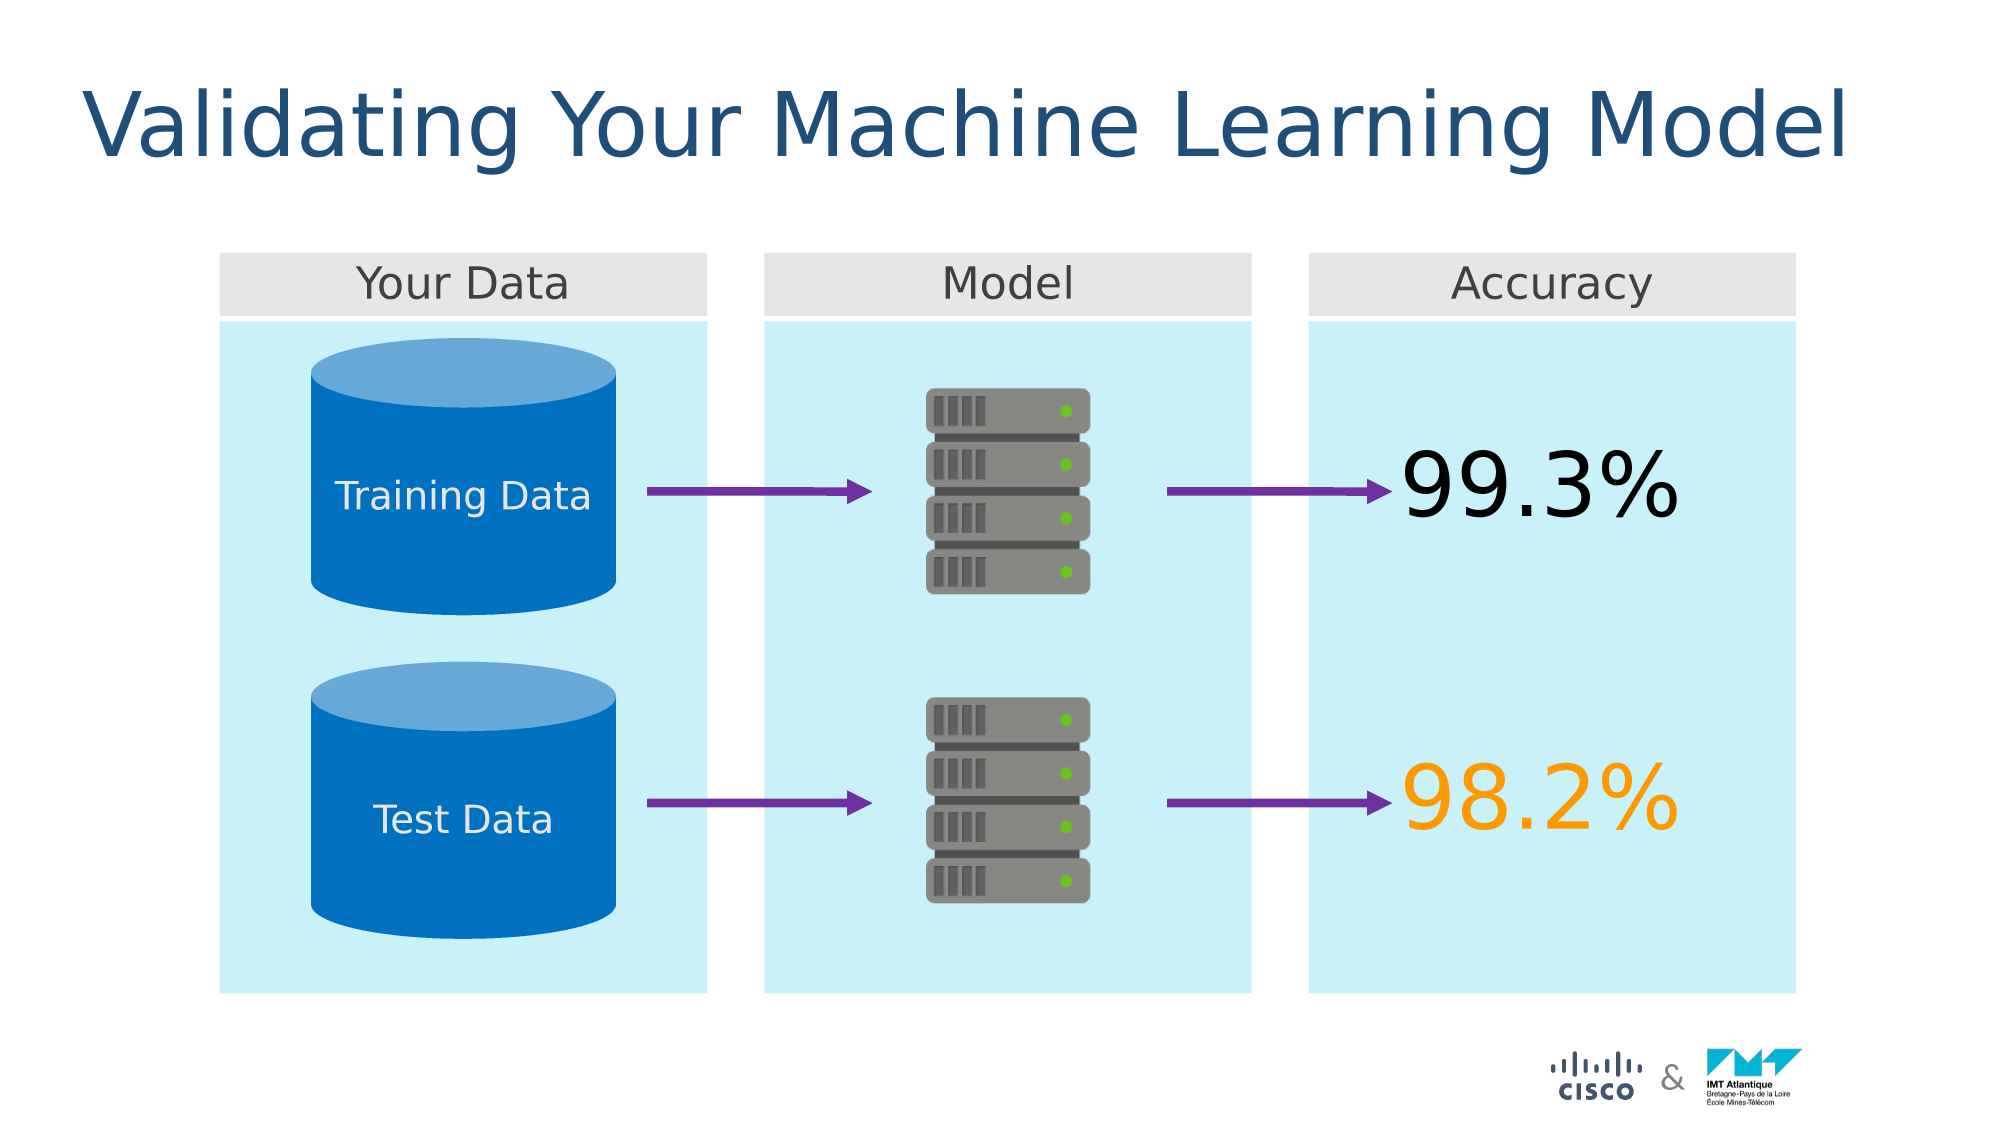 Validating Your Machine Learning Model
Your Data
Model
Accuracy
Training Data
99.3%
Test Data
98.2%
CISCO
&
IMT Atlantique
Bretagne-Pays de la Loire
École Mines-Télécom